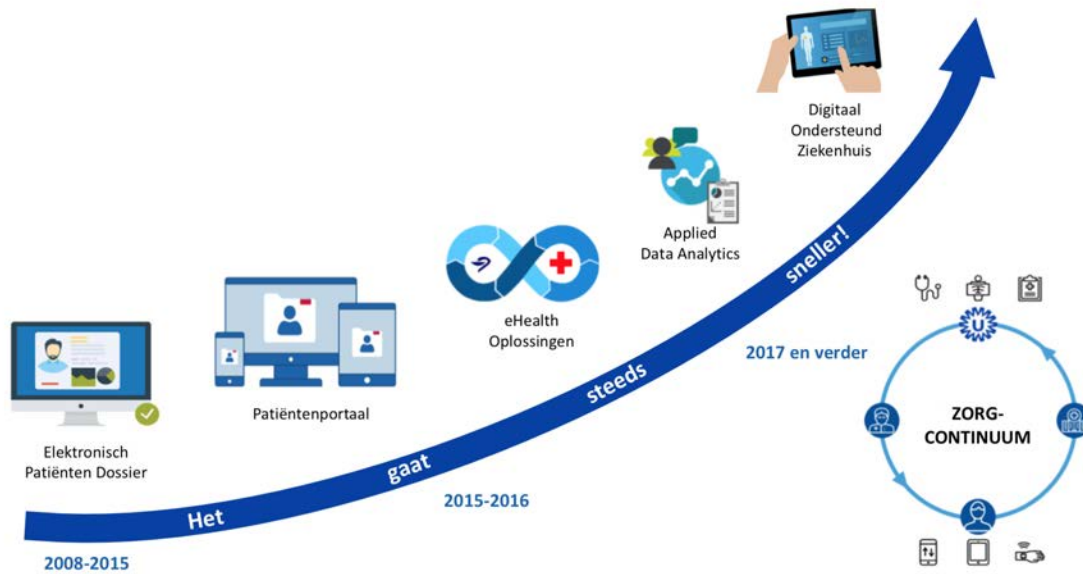 Digitaal
Ondersteund
Ziekenhuis
Applied
Data Analytics
eHealth
Oplossingen
Patiëntenportaal
Elektronisch
Patiënten Dossier
Het gaat steeds sneller!
2008-2015
2015-2016
2017 en verder
U
ZORG-
CONTINUUM